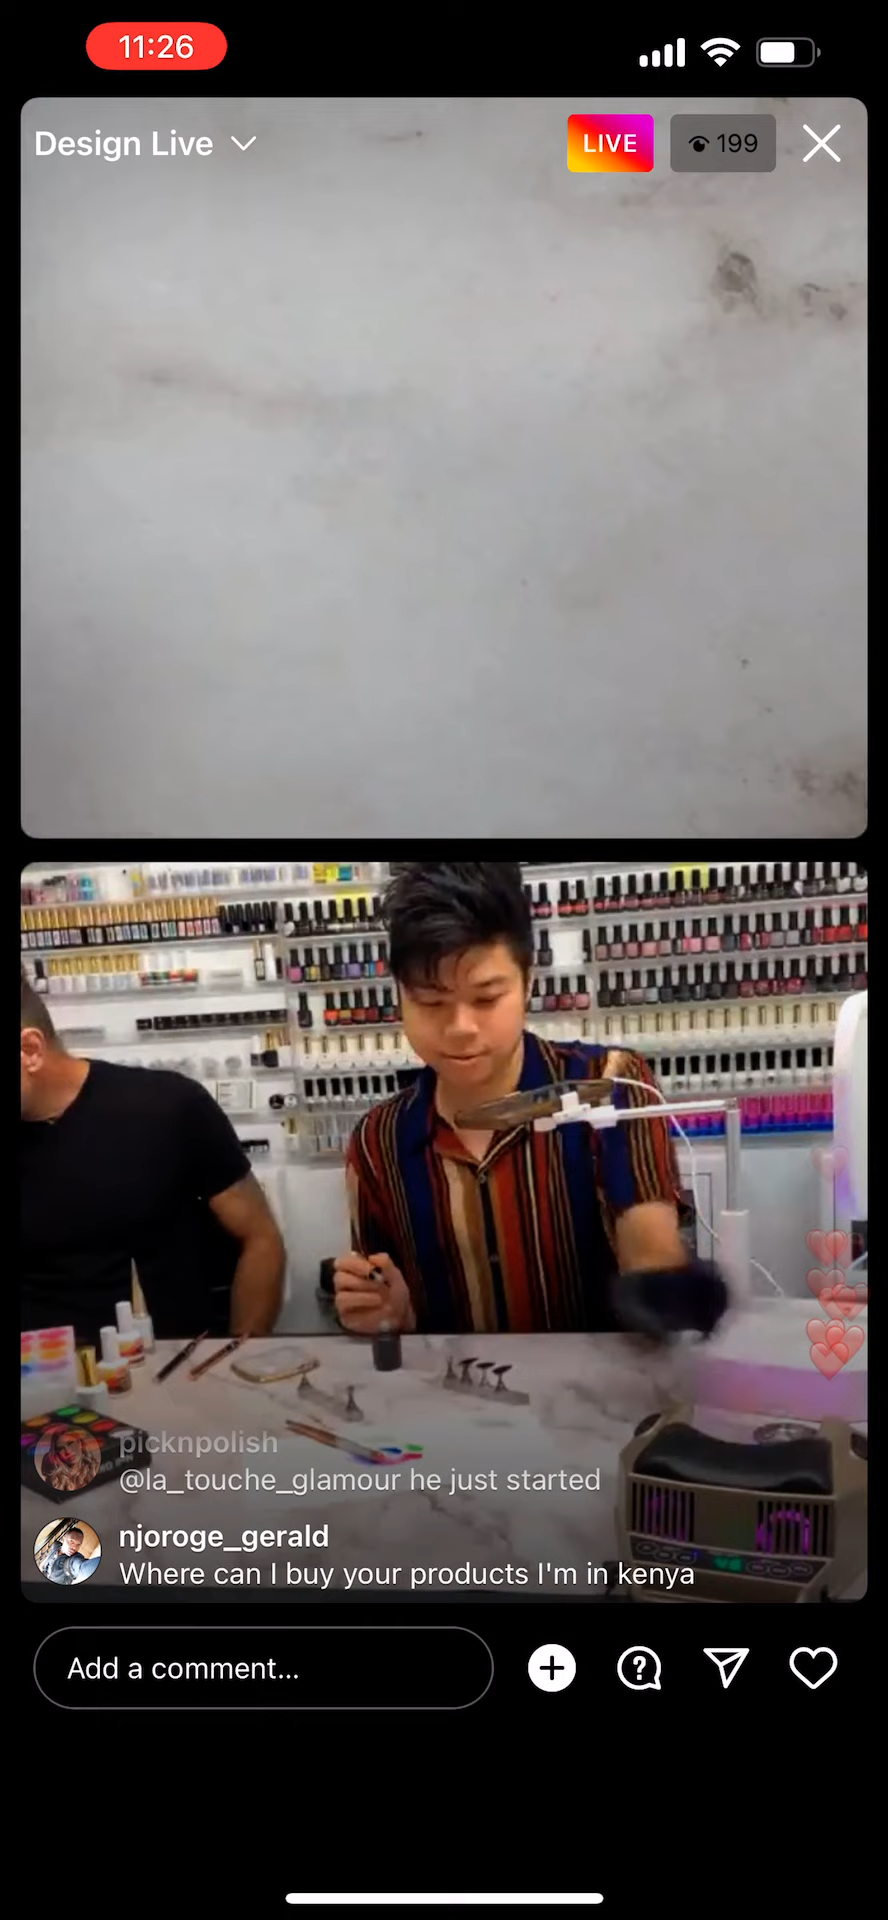 11:26
Design Live
LIVE
199
picknpolish
@la_touche_glamour he just started
njoroge_gerald
Where can I buy your products I'm in kenya
Add a comment...